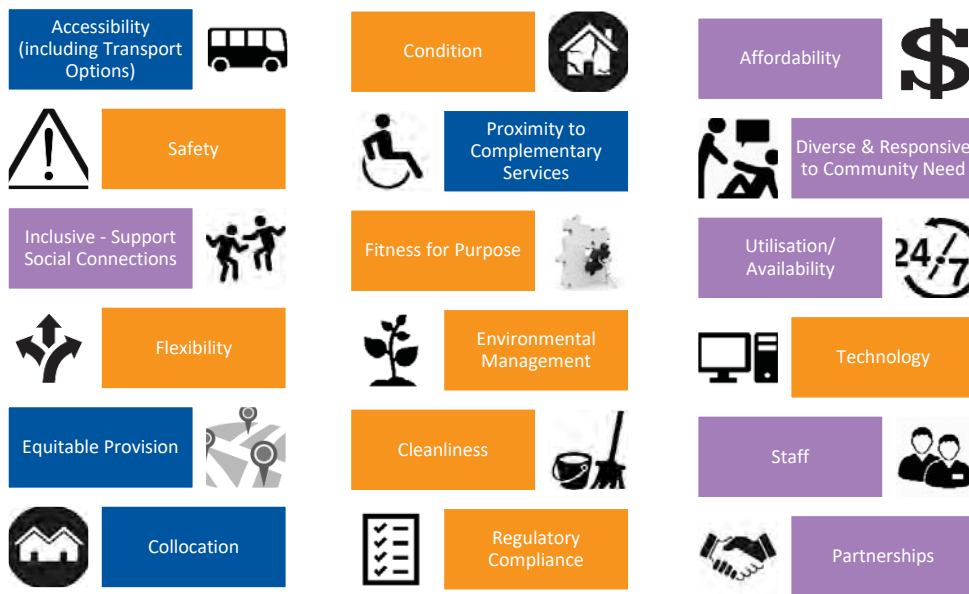 Accessibility
(including Transport
Options)
Condition
Affordability
$
Safety
Proximity to
Complementary
Services
Diverse & Responsive
to Community Need
Inclusive - Support
Social Connections
Fitness for Purpose
Utilisation/
Availability
24/7
Flexibility
Environmental
Management
Technology
Equitable Provision
Cleanliness
Staff
Collocation
Regulatory
Compliance
Partnerships